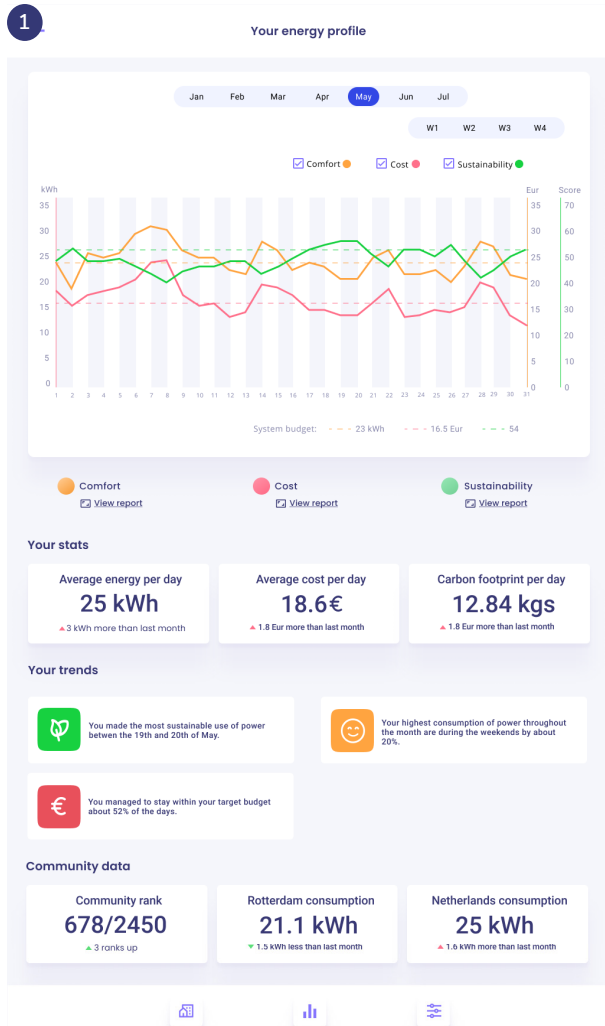 1
Your energy profile
Jan Feb Mar Apr May Jun Jul
W1 W2 W3 W4
Comfort Cost Sustainability
kWh Eur Score
35 35 70
30 30 60
25 25 50
20 20 40
15 15 30
10 10 20
5 5 10
0 0 0
1 2 3 4 5 6 7 8 9 10 11 12 13 14 15 16 17 18 19 20 21 22 23 24 25 26 27 28 29 30 31
System budget: 23 kWh 16.5 Eur 54
Comfort Cost Sustainability
View report View report View report
Your stats
Average energy per day Average cost per day Carbon footprint per day
25 kWh 18.6€ 12.84 kgs
3 kWh more than last month 1.8 Eur more than last month 1.8 Eur more than last month
Your trends
You made the most sustainable use of power
betwen the 19th and 20th of May.
Your highest consumption of power throughout
the month are during the weekends by about
20%.
€
You managed to stay within your target budget
about 52% of the days.
Community data
Community rank Rotterdam consumption Netherlands consumption
678/2450 21.1 kWh 25 kWh
3 ranks up 1.5 kWh less than last month 1.6 kWh more than last month